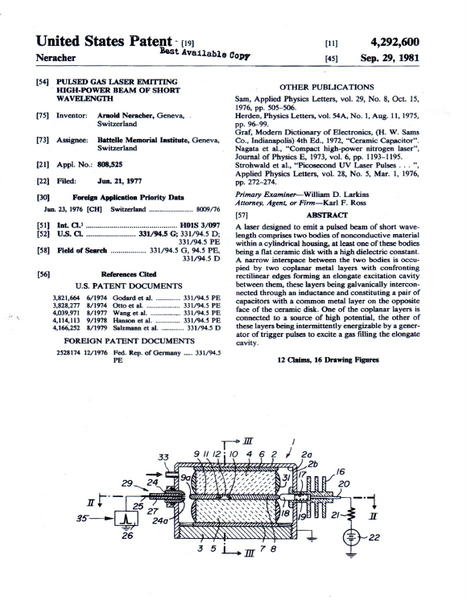 United States Patent [19]
Best Available Copy
[11] 4,292,600
Neracher
[45] Sep. 29, 1981
[54] PULSED GAS LASER EMITTING
HIGH-POWER BEAM OF SHORT
WAVELENGTH
[75] Inventor: Arnold Neracher, Geneva,
Switzerland
[73] Assignee: Battelle Memorial Institute, Geneva,
Switzerland
[21] Appl. No.: 808,525
[22] Filed: Jun. 21, 1977
[30] Foreign Application Priority Data
Jan. 23, 1976 [CH] Switzerland .................... 8009/76
[51] Int. Cl.³ .............................. H01S 3/097
[52] U.S. Cl. .................... 331/94.5 G; 331/94.5 D;
331/94.5 PE
[58] Field of Search ............... 331/94.5 G, 94.5 PE,
331/94.5 D
[56] References Cited
U.S. PATENT DOCUMENTS
3,821,664 6/1974 Godard et al. ............ 331/94.5 PE
3,828,277 8/1974 Otto et al. ............ 331/94.5 PE
4,039,971 8/1977 Wang et al. ............ 331/94.5 PE
4,114,113 9/1978 Hanson et al. ............ 331/94.5 PE
4,166,252 8/1979 Salzmann et al. ............ 331/94.5 D
FOREIGN PATENT DOCUMENTS
2528174 12/1976 Fed. Rep. of Germany ..... 331/94.5
PE
OTHER PUBLICATIONS
Sam, Applied Physics Letters, vol. 29, No. 8, Oct. 15,
1976, pp. 505-506.
Herden, Physics Letters, vol. 54A, No. 1, Aug. 11, 1975,
pp. 96-99.
Graf, Modern Dictionary of Electronics, (H. W. Sams
Co., Indianapolis) 4th Ed., 1972, "Ceramic Capacitor".
Nagata et al., "Compact high-power nitrogen laser",
Journal of Physics E, 1973, vol. 6, pp. 1193-1195.
Strohwald et al., "Picosecond UV Laser Pulses . . . ",
Applied Physics Letters, vol. 28, No. 5, Mar. 1, 1976,
pp. 272-274.
Primary Examiner—William D. Larkins
Attorney, Agent, or Firm—Karl F. Ross
[57] ABSTRACT
A laser designed to emit a pulsed beam of short wave-
length comprises two bodies of nonconductive material
within a cylindrical housing, at least one of these bodies
being a flat ceramic disk with a high dielectric constant.
A narrow interspace between the two bodies is occu-
pied by two coplanar metal layers with confronting
rectilinear edges forming an elongate excitation cavity
between them, these layers being galvanically intercon-
nected through an inductance and constituting a pair of
capacitors with a common metal layer on the opposite
face of the ceramic disk. One of the coplanar layers is
connected to a source of high potential, the other of
these layers being intermittently energizable by a gener-
ator of trigger pulses to excite a gas filling the elongate
cavity.
12 Claims, 16 Drawing Figures
III 1
33 9 11 12 10 4 6 2 2a
2b
29 24 9a 31 17 16
II 20
25 27 18 19 21 II
35 24a
26 22
3 5 III 7 8